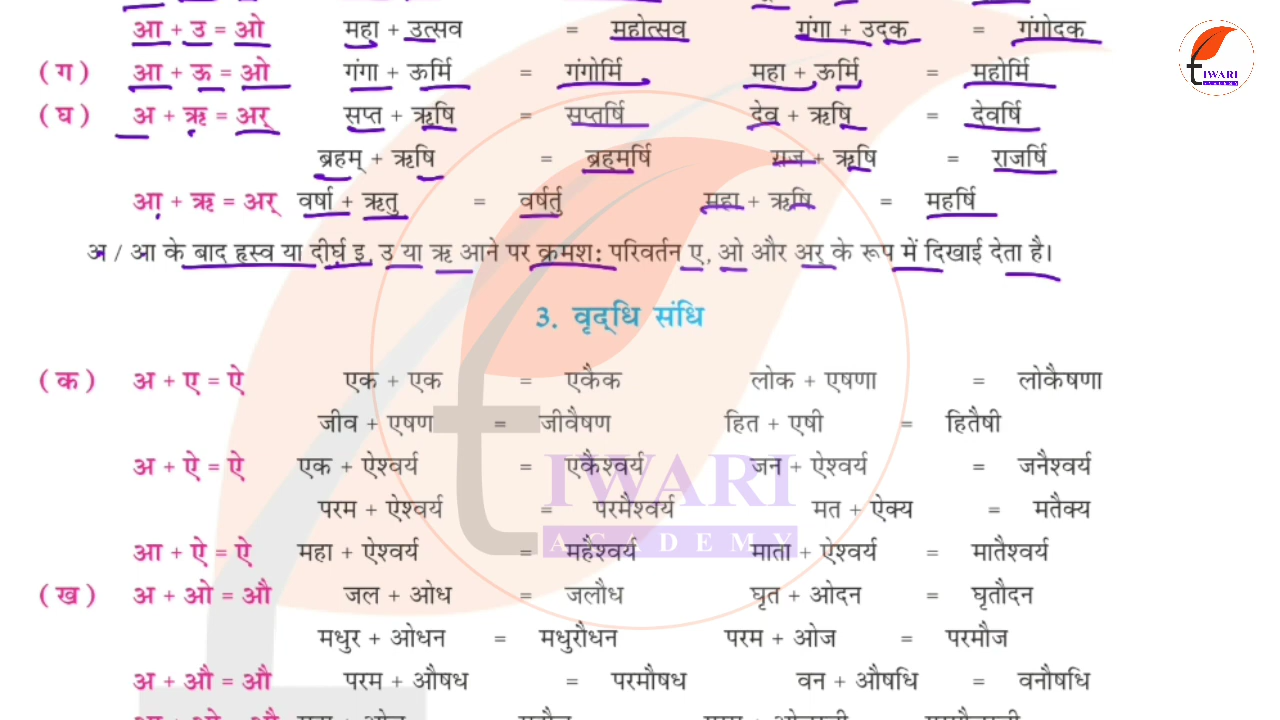 आ + उ = ओ महा + उत्सव = महोत्सव गंगा + उदक = गंगोदक
(ग) आ + ऊ = ओ गंगा + ऊर्मि = गंगोर्मि महा + ऊर्मि = महोर्मि
(घ) अ + ऋ = अर् सप्त + ऋषि = सप्तर्षि देव + ऋषि = देवर्षि
ब्रह्म + ऋषि = ब्रह्मर्षि राज + ऋषि = राजर्षि
आ + ऋ = अर् वर्षा + ऋतु = वर्षर्तु महा + ऋषि = महर्षि
अ / आ के बाद हृस्व या दीर्घ इ, उ या ऋ आने पर क्रमशः परिवर्तन ए, ओ और अर् के रूप में दिखाई देता है।
3. वृद्धि संधि
(क) अ + ए = ऐ एक + एक = एकैक लोक + एषणा = लोकैषणा
जीव + एषण = जीवैषण हित + एषी = हितैषी
अ + ऐ = ऐ एक + ऐश्वर्य = एकैश्वर्य जन + ऐश्वर्य = जनैश्वर्य
परम + ऐश्वर्य = परमैश्वर्य मत + ऐक्य = मतैक्य
आ + ऐ = ऐ महा + ऐश्वर्य = महैश्वर्य माता + ऐश्वर्य = मातैश्वर्य
(ख) अ + ओ = औ जल + ओध = जलौध घृत + ओदन = घृतौदन
मधुर + ओधन = मधुरौधन परम + ओज = परमौज
अ + औ = औ परम + औषध = परमौषध वन + औषधि = वनौषधि
tIWARI
ACADEMY
tIWARI